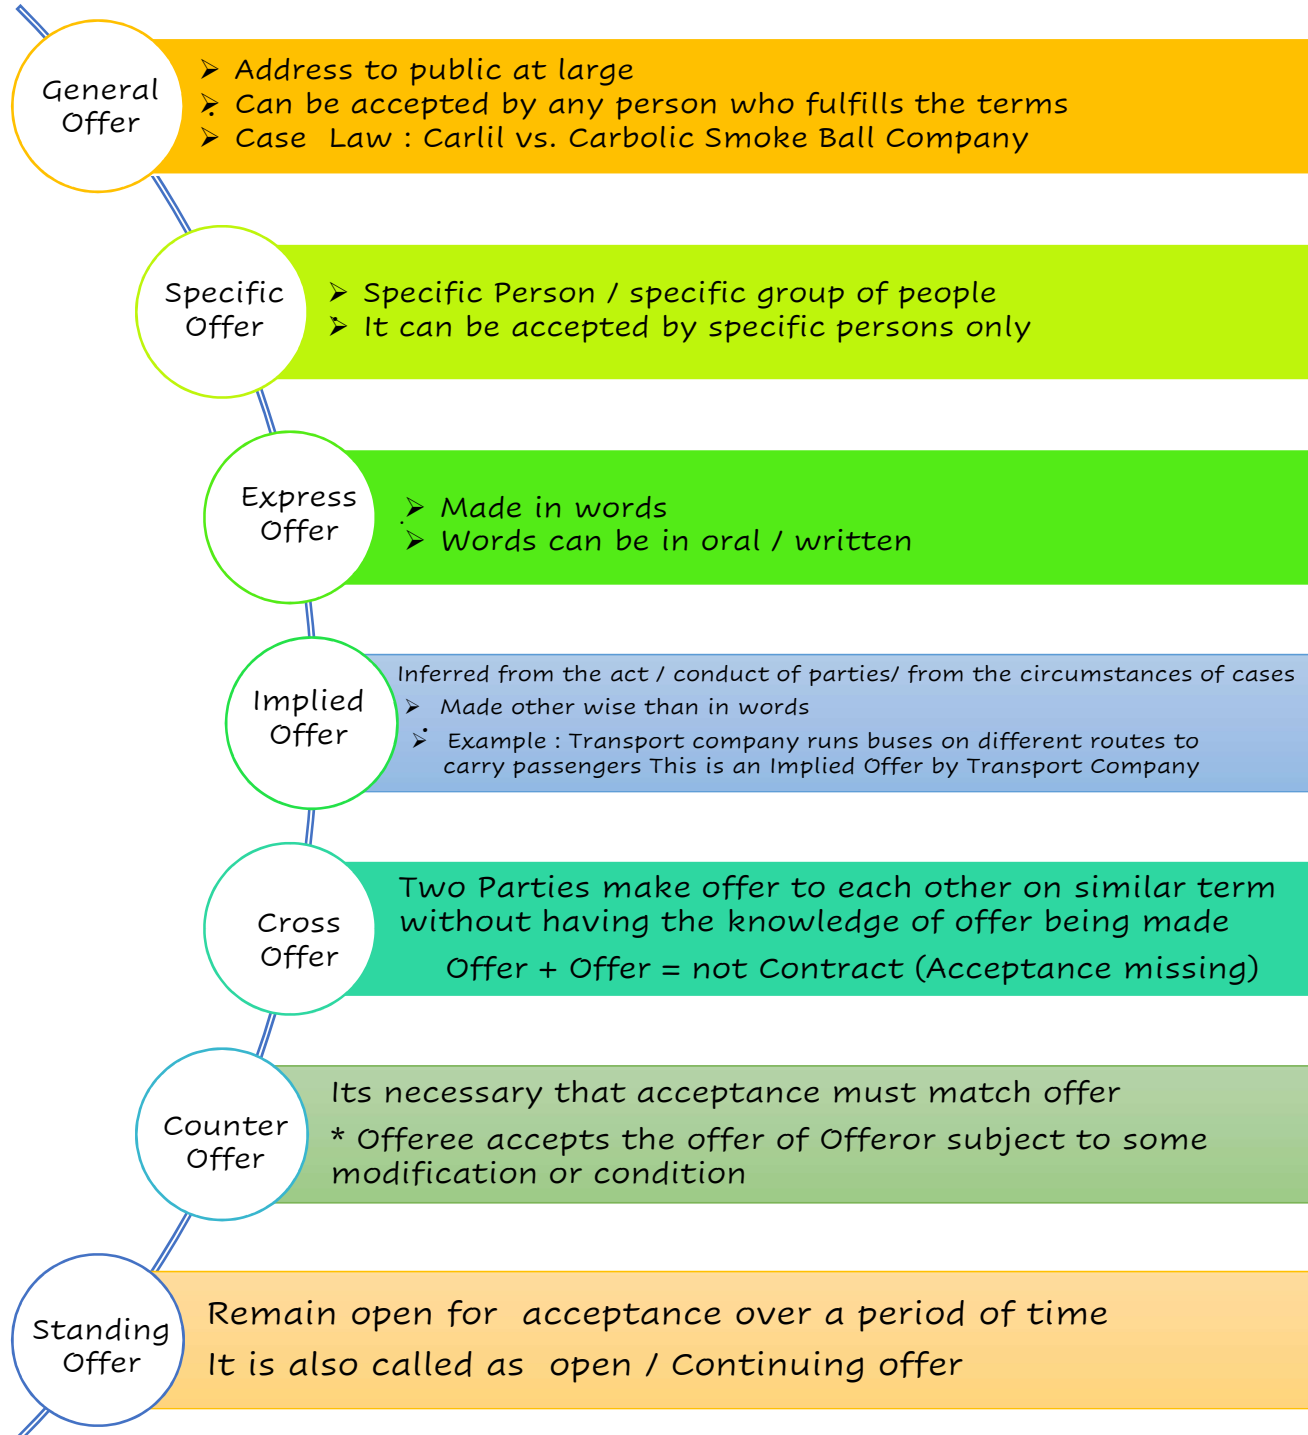 General
Offer
➢ Address to public at large
➢ Can be accepted by any person who fulfills the terms
➢ Case Law : Carlil vs. Carbolic Smoke Ball Company
Specific
Offer
➢ Specific Person / specific group of people
➢ It can be accepted by specific persons only
Express
Offer
➢ Made in words
➢ Words can be in oral / written
Implied
Offer
Inferred from the act / conduct of parties/ from the circumstances of cases
➢ Made other wise than in words
➢ Example : Transport company runs buses on different routes to
carry passengers This is an Implied Offer by Transport Company
Cross
Offer
Two Parties make offer to each other on similar term
without having the knowledge of offer being made
Offer + Offer = not Contract (Acceptance missing)
Counter
Offer
Its necessary that acceptance must match offer
* Offeree accepts the offer of Offeror subject to some
modification or condition
Standing
Offer
Remain open for acceptance over a period of time
It is also called as open / Continuing offer